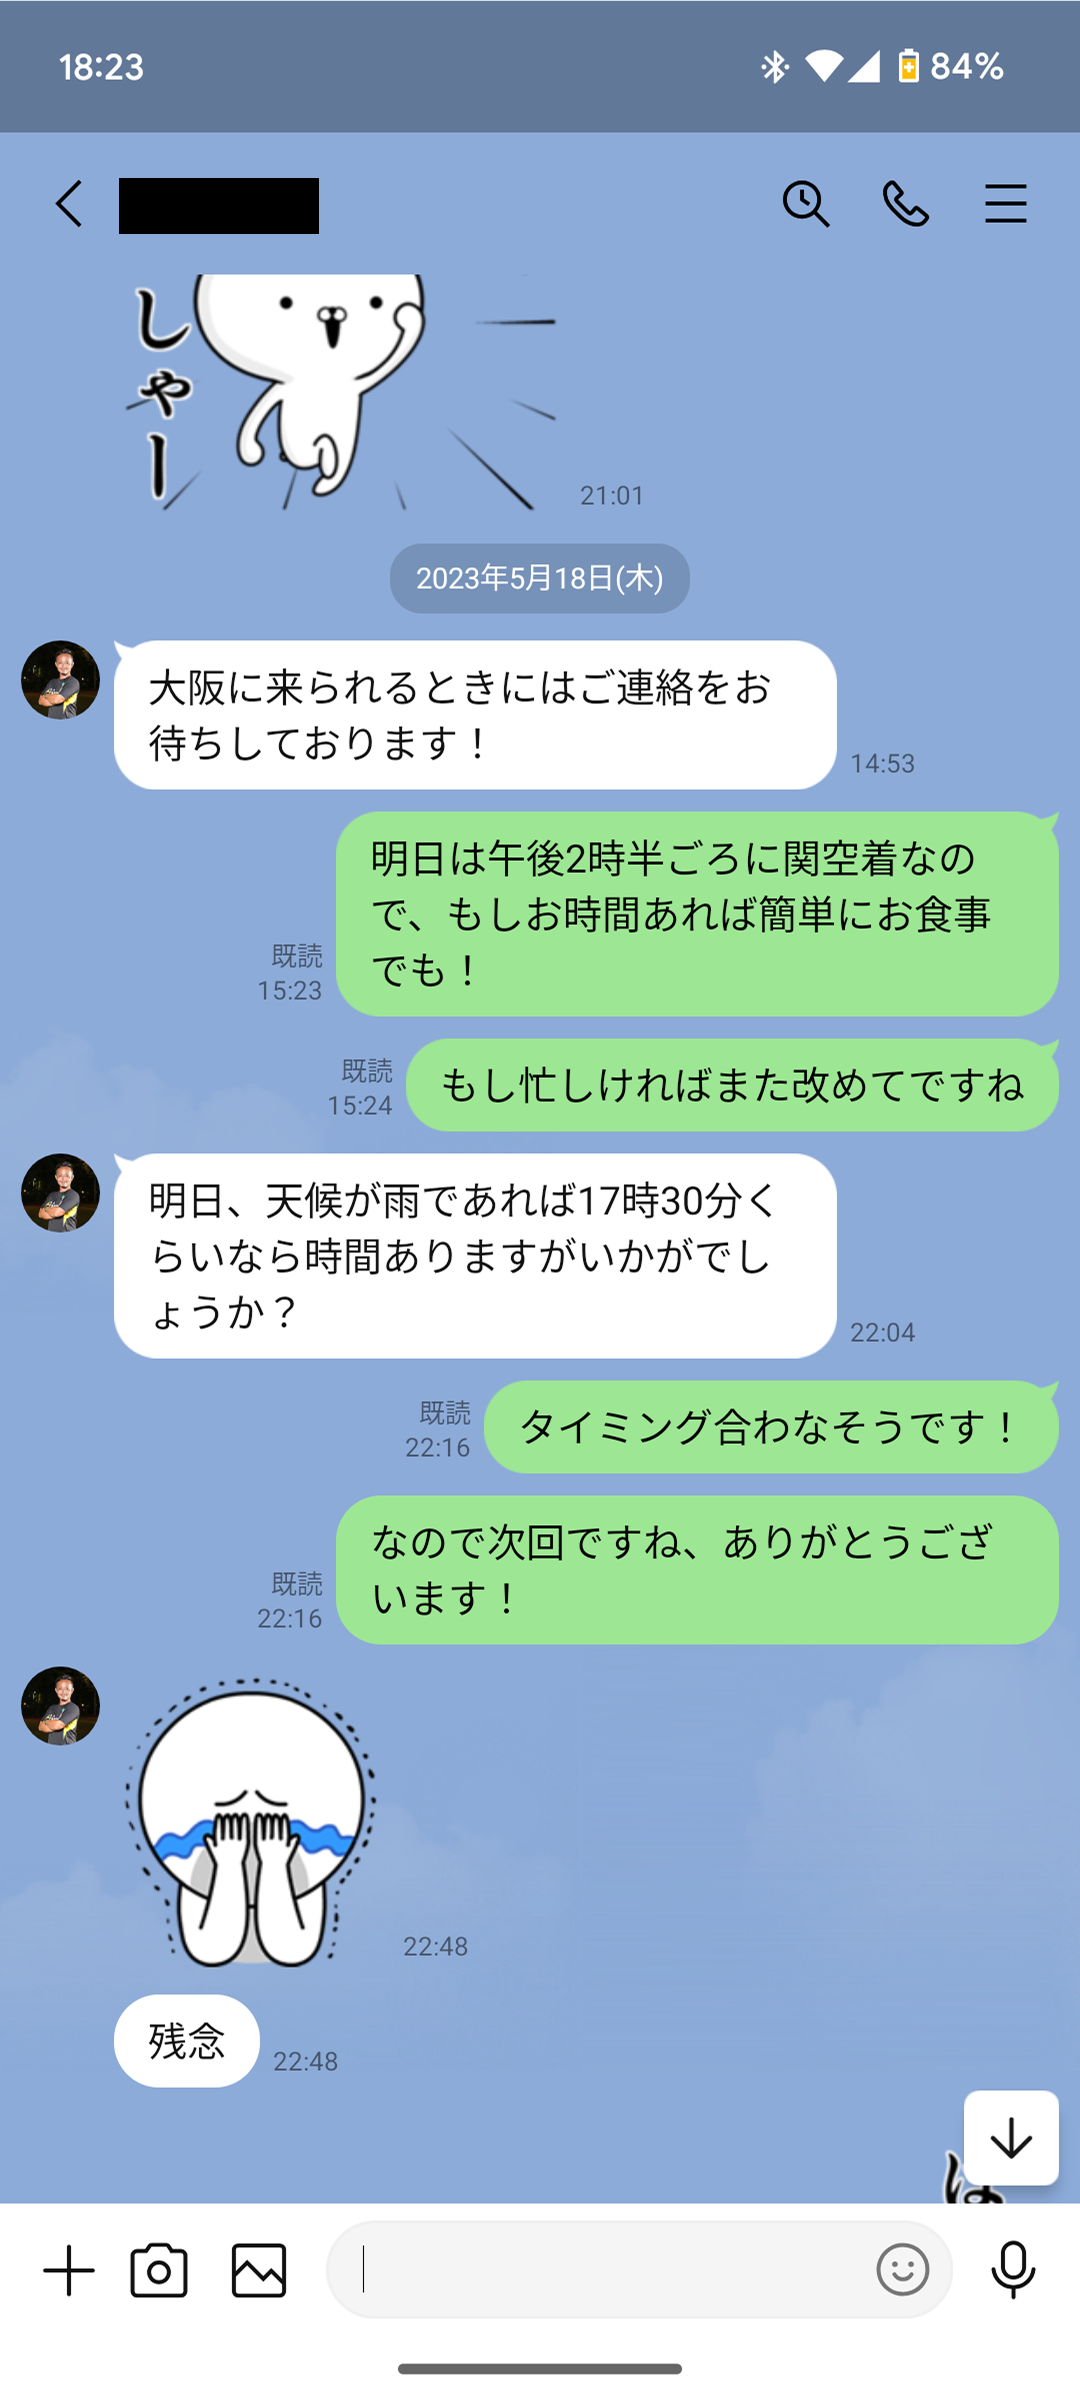 18:23
84%
しゃー
21:01
2023年5月18日(木)
大阪に来られるときにはご連絡をお
待ちしております！
14:53
明日は午後2時半ごろに関空着なの
で、もしお時間あれば簡単にお食事
でも！
既読
15:23
もし忙しければまた改めてですね
既読
15:24
明日、天候が雨であれば17時30分く
らいなら時間ありますがいかがでし
ょうか？
22:04
タイミング合わなそうです！
既読
22:16
なので次回ですね、ありがとうござ
います！
既読
22:16
22:48
残念
22:48